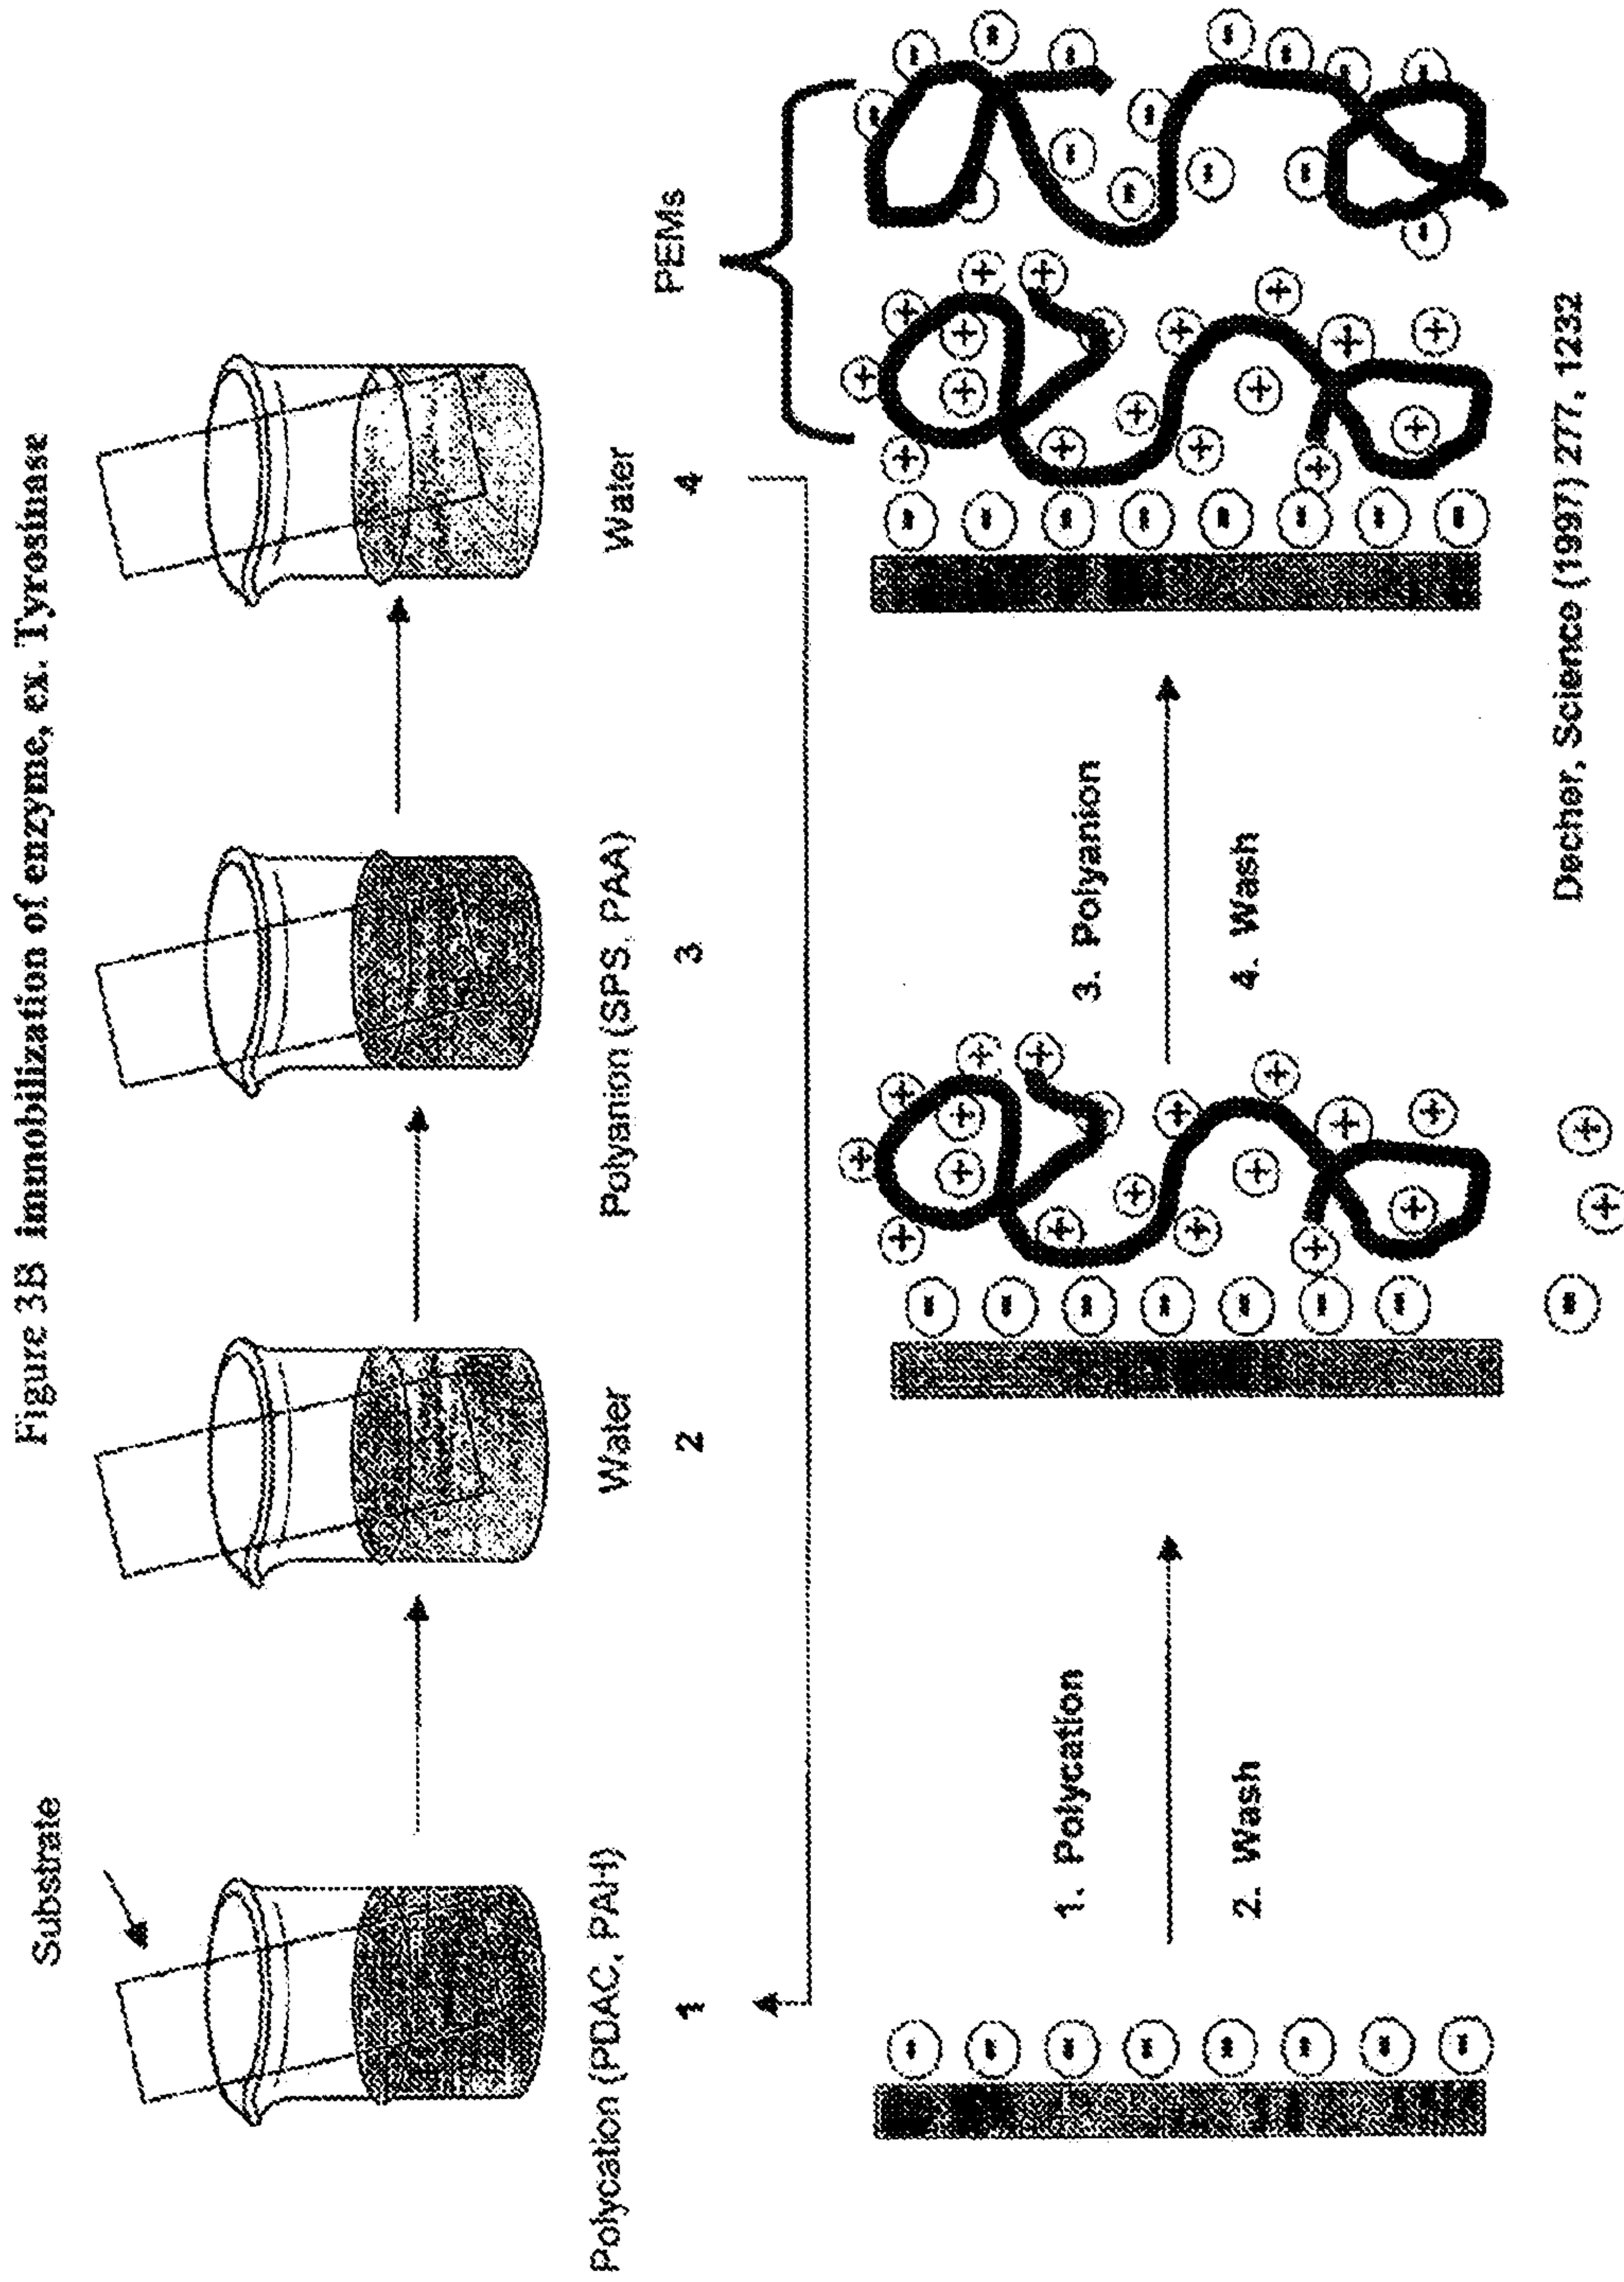 Figure 3B immobilization of enzyme, ex. Tyrosinase
Substrate
Polycation (PDAC, PAH)
Water
Polyanion (SPS, PAA)
Water
1
2
3
4
PEMs
1. Polycation
2. Wash
3. Polyanion
4. Wash
Decher, Science (1997) 277, 1232